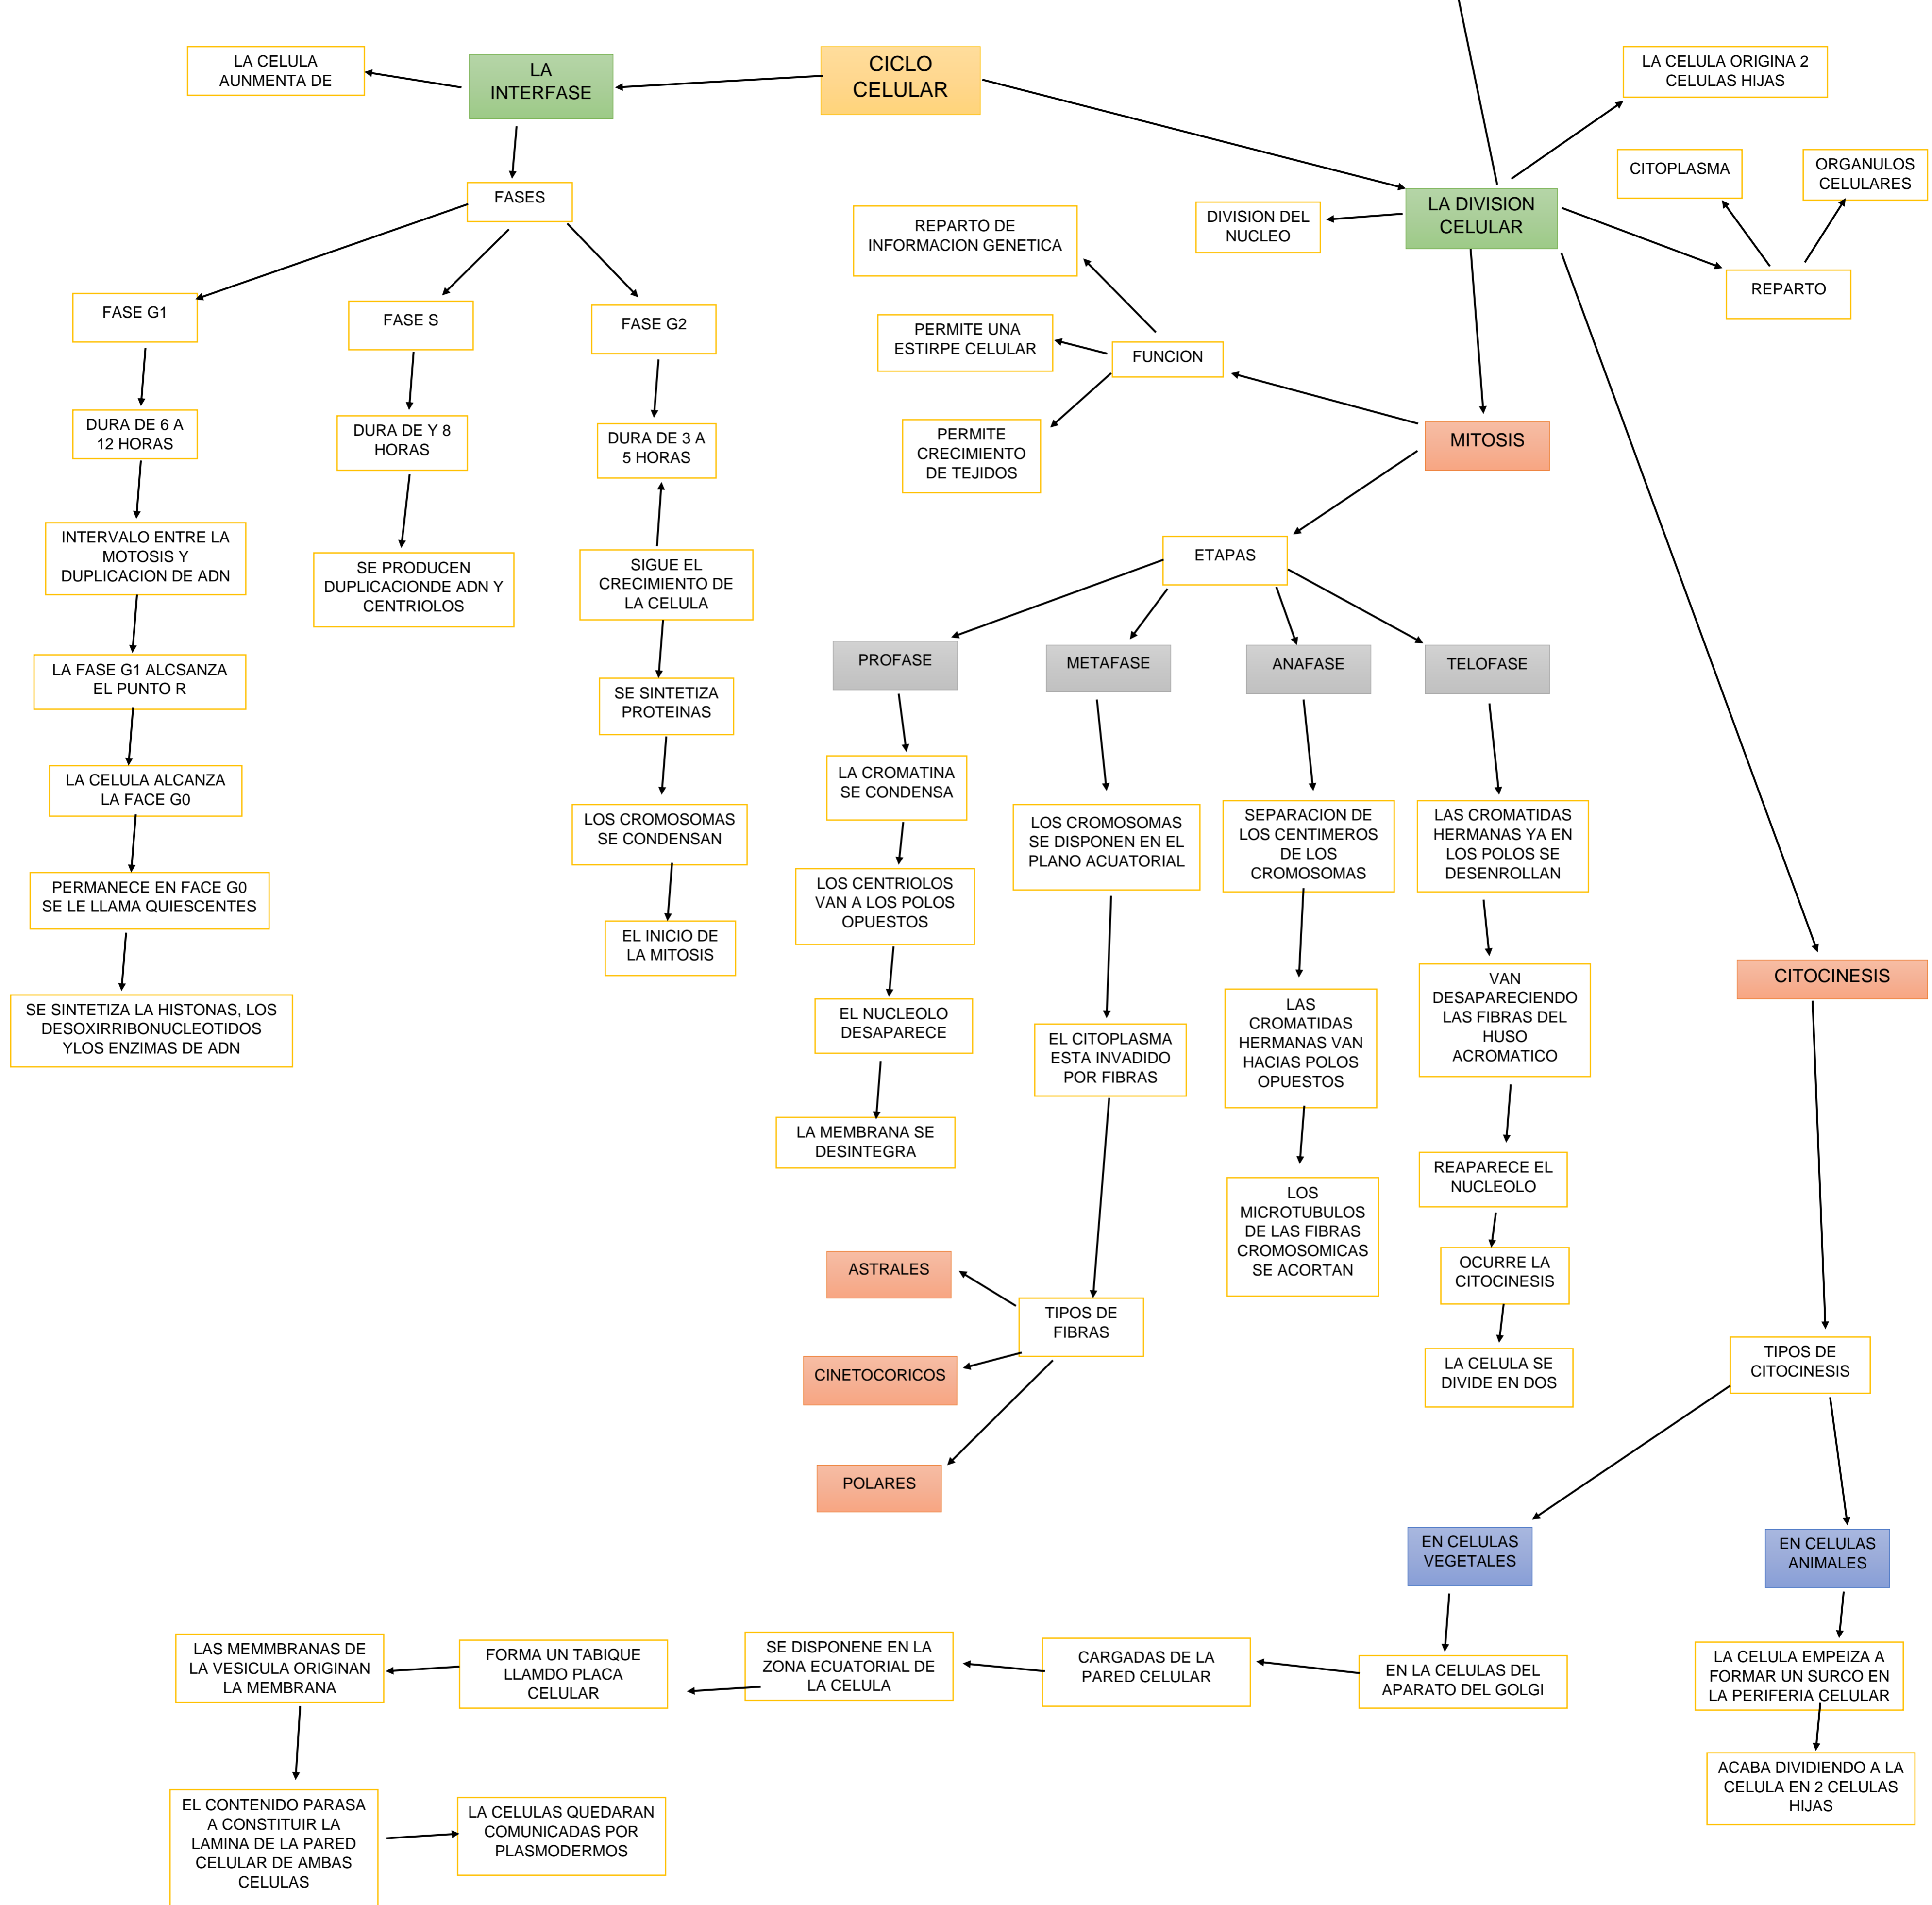 CICLO
CELULAR
LA
INTERFASE
LA CELULA
AUNMENTA DE
FASES
FASE G1
DURA DE 6 A
12 HORAS
INTERVALO ENTRE LA
MOTOSIS Y
DUPLICACION DE ADN
LA FASE G1 ALCSANZA
EL PUNTO R
LA CELULA ALCANZA
LA FACE G0
PERMANECE EN FACE G0
SE LE LLAMA QUIESCENTES
SE SINTETIZA LA HISTONAS, LOS
DESOXIRRIBONUCLEOTIDOS
YLOS ENZIMAS DE ADN
FASE S
DURA DE Y 8
HORAS
SE PRODUCEN
DUPLICACIONDE ADN Y
CENTRIOLOS
FASE G2
DURA DE 3 A
5 HORAS
SIGUE EL
CRECIMIENTO DE
LA CELULA
SE SINTETIZA
PROTEINAS
LOS CROMOSOMAS
SE CONDENSAN
EL INICIO DE
LA MITOSIS
LA DIVISION
CELULAR
LA CELULA ORIGINA 2
CELULAS HIJAS
CITOPLASMA
ORGANULOS
CELULARES
REPARTO
DIVISION DEL
NUCLEO
MITOSIS
FUNCION
REPARTO DE
INFORMACION GENETICA
PERMITE UNA
ESTIRPE CELULAR
PERMITE
CRECIMIENTO
DE TEJIDOS
ETAPAS
PROFASE
LA CROMATINA
SE CONDENSA
LOS CENTRIOLOS
VAN A LOS POLOS
OPUESTOS
EL NUCLEOLO
DESAPARECE
LA MEMBRANA SE
DESINTEGRA
METAFASE
LOS CROMOSOMAS
SE DISPONEN EN EL
PLANO ACUATORIAL
EL CITOPLASMA
ESTA INVADIDO
POR FIBRAS
TIPOS DE
FIBRAS
ASTRALES
CINETOCORICOS
POLARES
ANAFASE
SEPARACION DE
LOS CENTIMEROS
DE LOS
CROMOSOMAS
LAS
CROMATIDAS
HERMANAS VAN
HACIAS POLOS
OPUESTOS
LOS
MICROTUBULOS
DE LAS FIBRAS
CROMOSOMICAS
SE ACORTAN
TELOFASE
LAS CROMATIDAS
HERMANAS YA EN
LOS POLOS SE
DESENROLLAN
VAN
DESAPARECIENDO
LAS FIBRAS DEL
HUSO
ACROMATICO
REAPARECE EL
NUCLEOLO
OCURRE LA
CITOCINESIS
LA CELULA SE
DIVIDE EN DOS
CITOCINESIS
TIPOS DE
CITOCINESIS
EN CELULAS
VEGETALES
EN LA CELULAS DEL
APARATO DEL GOLGI
CARGADAS DE LA
PARED CELULAR
SE DISPONENE EN LA
ZONA ECUATORIAL DE
LA CELULA
FORMA UN TABIQUE
LLAMDO PLACA
CELULAR
LAS MEMMBRANAS DE
LA VESICULA ORIGINAN
LA MEMBRANA
EL CONTENIDO PARASA
A CONSTITUIR LA
LAMINA DE LA PARED
CELULAR DE AMBAS
CELULAS
LA CELULAS QUEDARAN
COMUNICADAS POR
PLASMODERMOS
EN CELULAS
ANIMALES
LA CELULA EMPEIZA A
FORMAR UN SURCO EN
LA PERIFERIA CELULAR
ACABA DIVIDIENDO A LA
CELULA EN 2 CELULAS
HIJAS